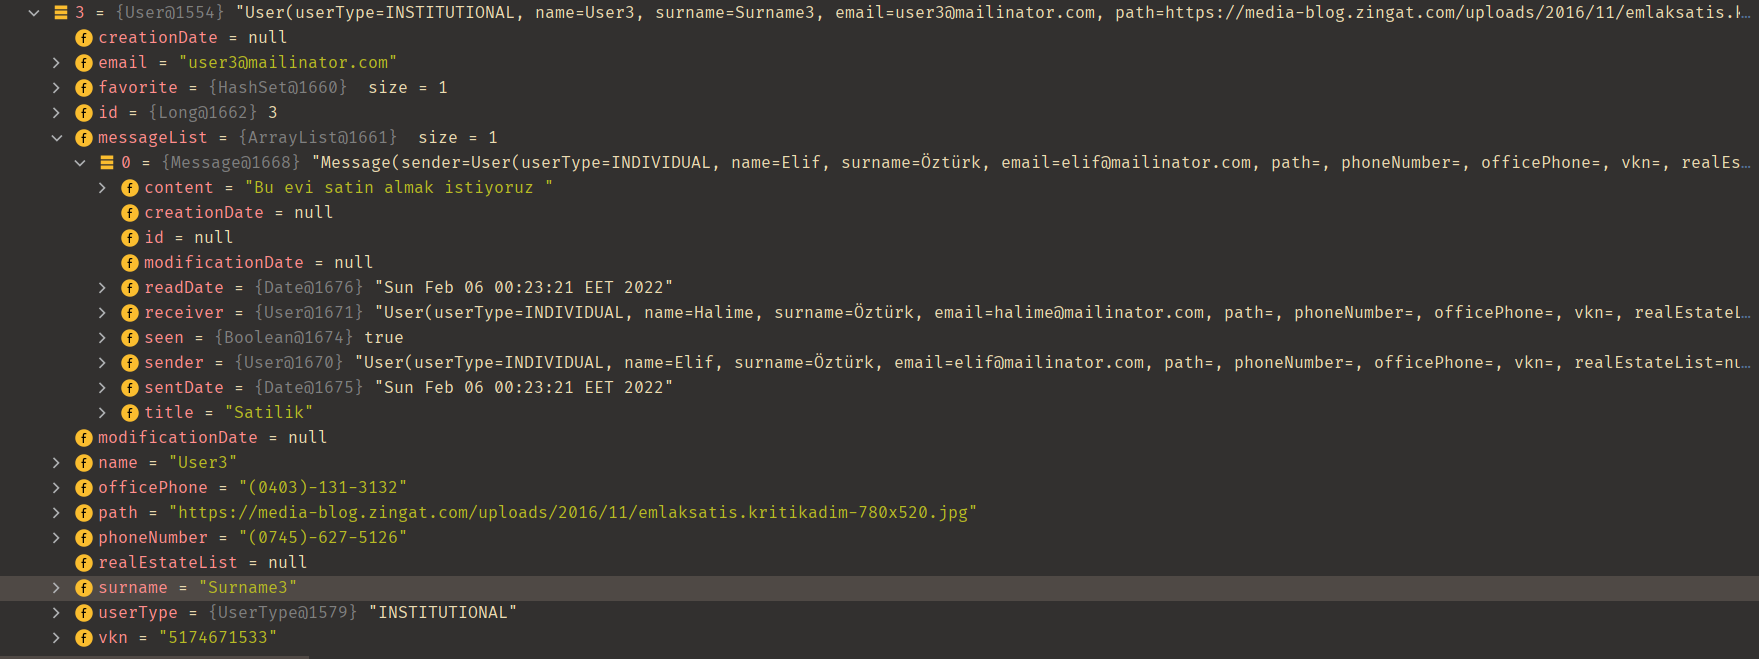 3 = {User@1554} "User(userType=INSTITUTIONAL, name=User3, surname=Surname3, email=user3@mailinator.com, path=https://media-blog.zingat.com/uploads/2016/11/emlaksatis.k…
f creationDate = null
f email = "user3@mailinator.com"
f favorite = {HashSet@1660} size = 1
f id = {Long@1662} 3
f messageList = {ArrayList@1661} size = 1
0 = {Message@1668} "Message(sender=User(userType=INDIVIDUAL, name=Elif, surname=Öztürk, email=elif@mailinator.com, path=, phoneNumber=, officePhone=, vkn=, realEs…
f content = "Bu evi satin almak istiyoruz "
f creationDate = null
f id = null
f modificationDate = null
f readDate = {Date@1676} "Sun Feb 06 00:23:21 EET 2022"
f receiver = {User@1671} "User(userType=INDIVIDUAL, name=Halime, surname=Öztürk, email=halime@mailinator.com, path=, phoneNumber=, officePhone=, vkn=, realEstateL…
f seen = {Boolean@1674} true
f sender = {User@1670} "User(userType=INDIVIDUAL, name=Elif, surname=Öztürk, email=elif@mailinator.com, path=, phoneNumber=, officePhone=, vkn=, realEstateList=nu…
f sentDate = {Date@1675} "Sun Feb 06 00:23:21 EET 2022"
f title = "Satilik"
f modificationDate = null
f name = "User3"
f officePhone = "(0403)-131-3132"
f path = "https://media-blog.zingat.com/uploads/2016/11/emlaksatis.kritikadim-780x520.jpg"
f phoneNumber = "(0745)-627-5126"
f realEstateList = null
f surname = "Surname3"
f userType = {UserType@1579} "INSTITUTIONAL"
f vkn = "5174671533"